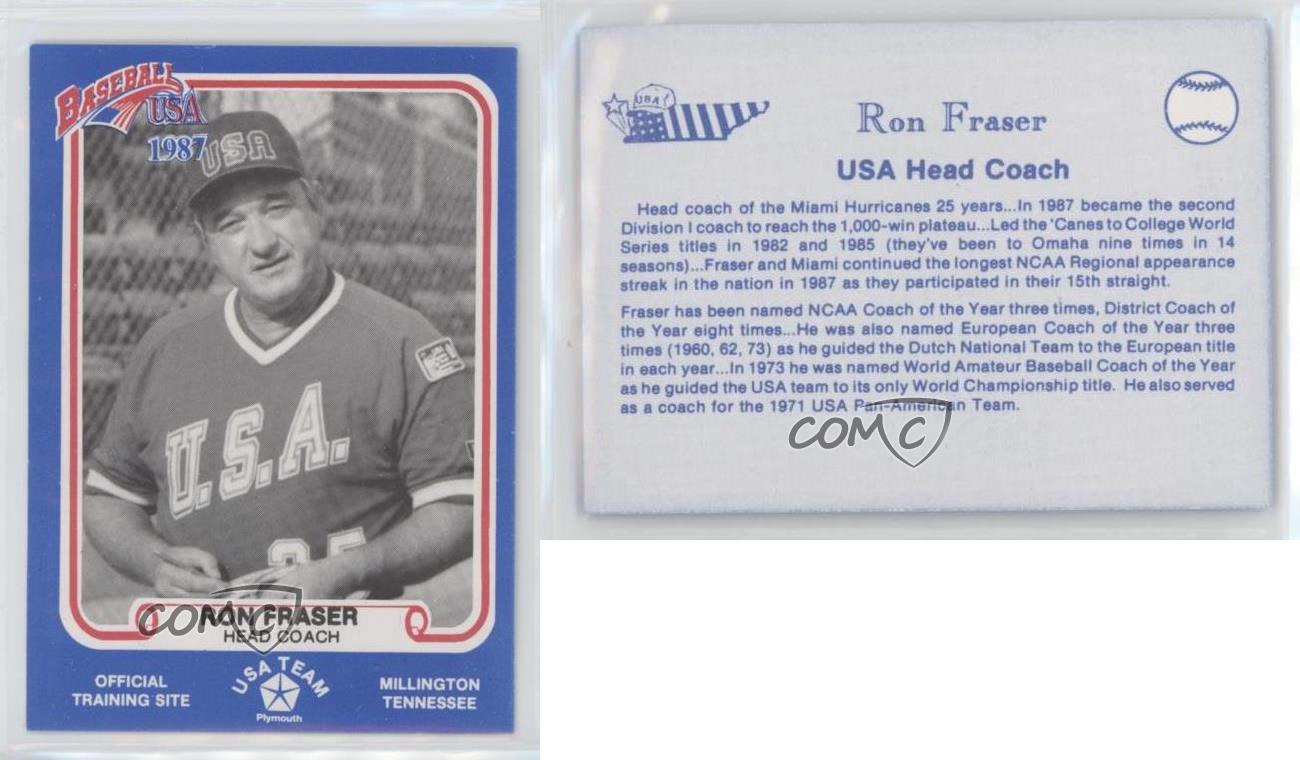 BASEBALL
USA
1987
USA
U.S.A.
25
COMC
RON FRASER
HEAD COACH
OFFICIAL
TRAINING SITE
USA TEAM
Plymouth
MILLINGTON
TENNESSEE
USA
Ron Fraser
USA Head Coach
Head coach of the Miami Hurricanes 25 years...In 1987 became the second
Division I coach to reach the 1,000-win plateau...Led the 'Canes to College World
Series titles in 1982 and 1985 (they've been to Omaha nine times in 14
seasons)...Fraser and Miami continued the longest NCAA Regional appearance
streak in the nation in 1987 as they participated in their 15th straight.
Fraser has been named NCAA Coach of the Year three times, District Coach of
the Year eight times...He was also named European Coach of the Year three
times (1960, 62, 73) as he guided the Dutch National Team to the European title
in each year...In 1973 he was named World Amateur Baseball Coach of the Year
as he guided the USA team to its only World Championship title. He also served
as a coach for the 1971 USA Pan-American Team.
COMC